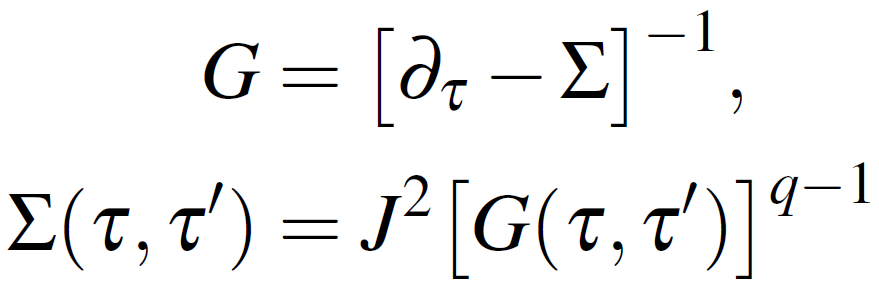 G = [∂_τ − Σ]^{−1},
Σ(τ, τ′) = J^2[G(τ, τ′)]^{q−1}